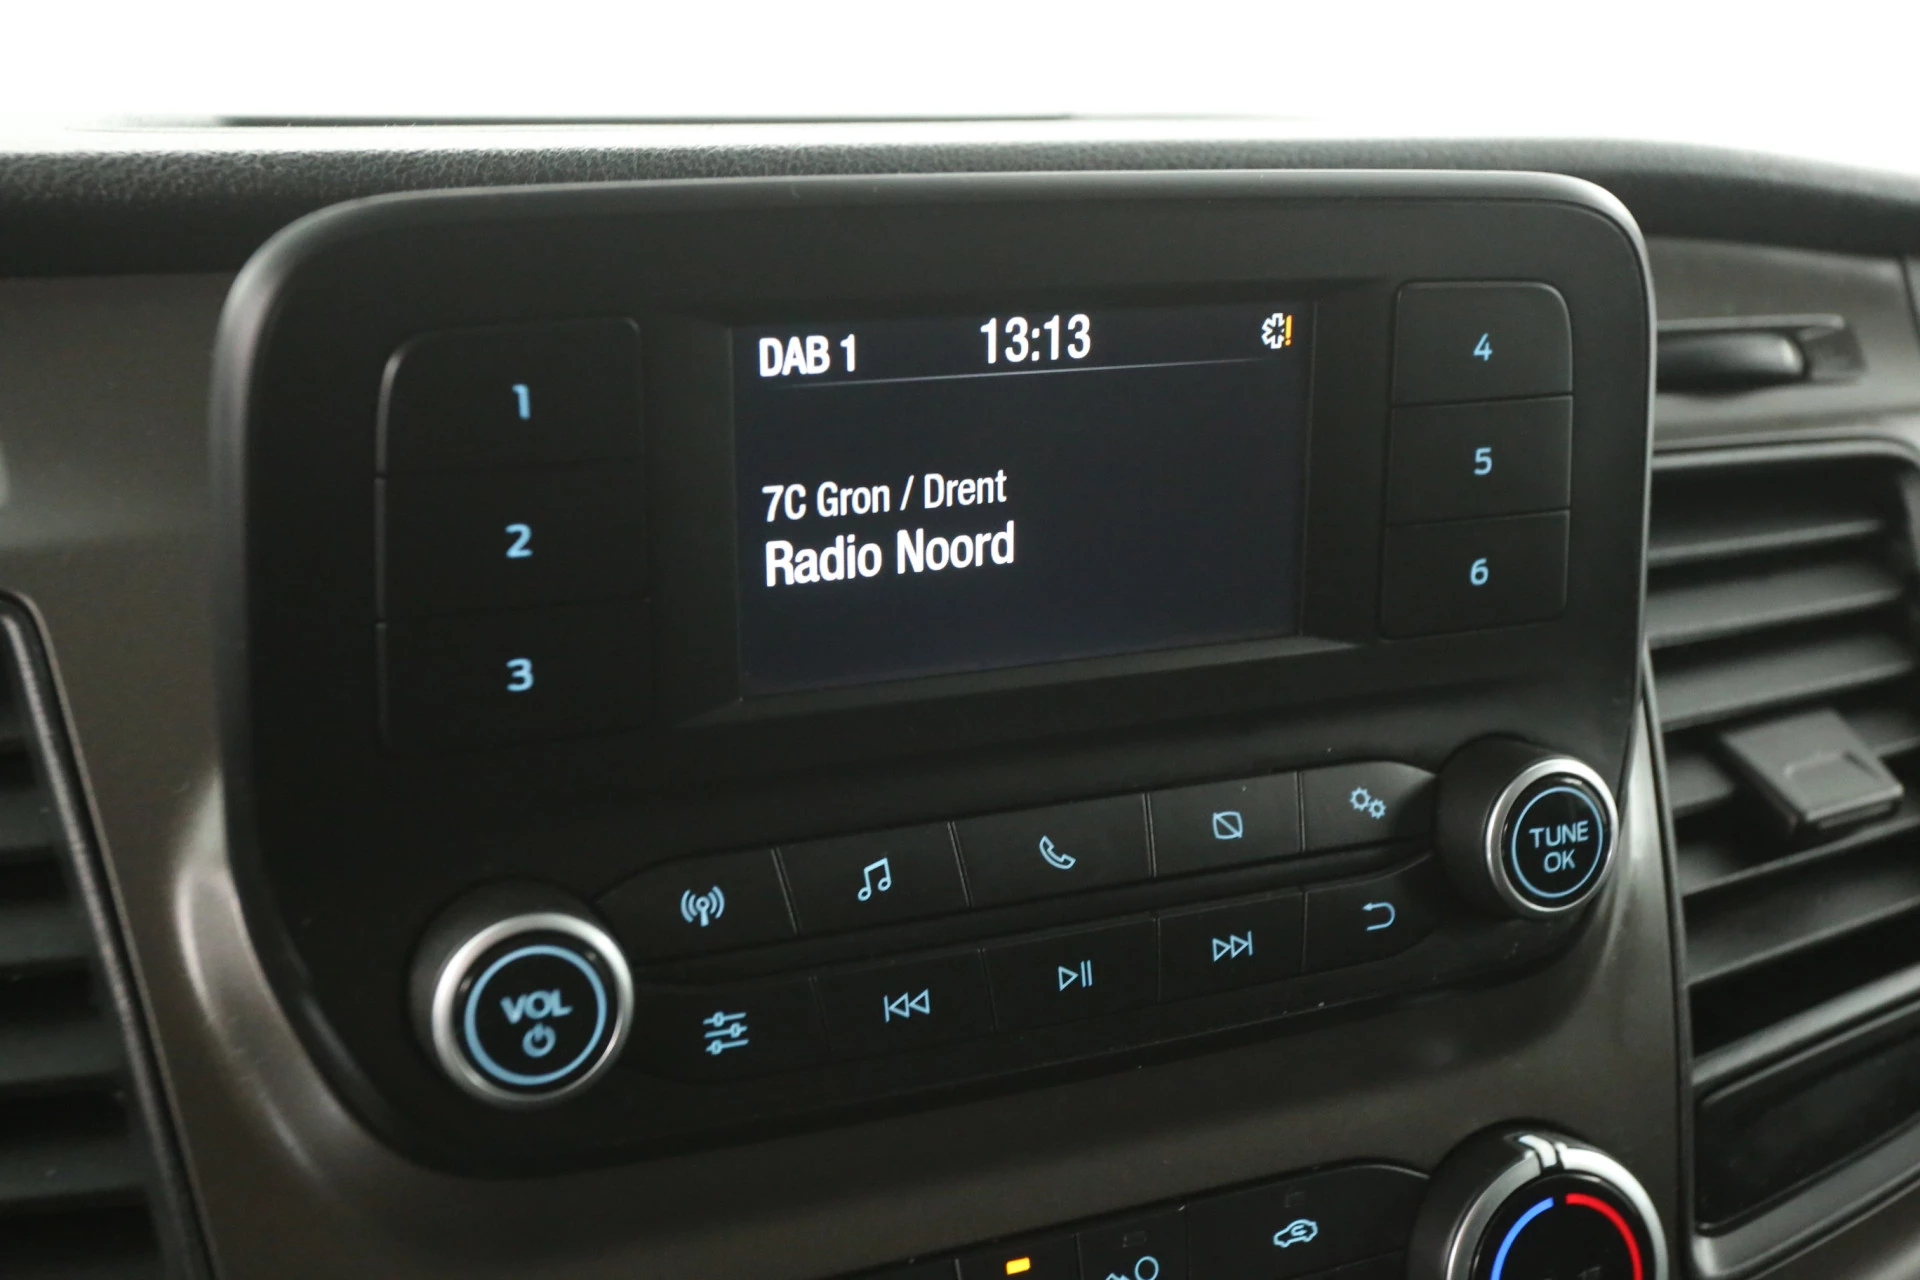 DAB 1 13:13 !
7C Gron / Drent
Radio Noord
1
2
3
4
5
6
TUNE
OK
VOL